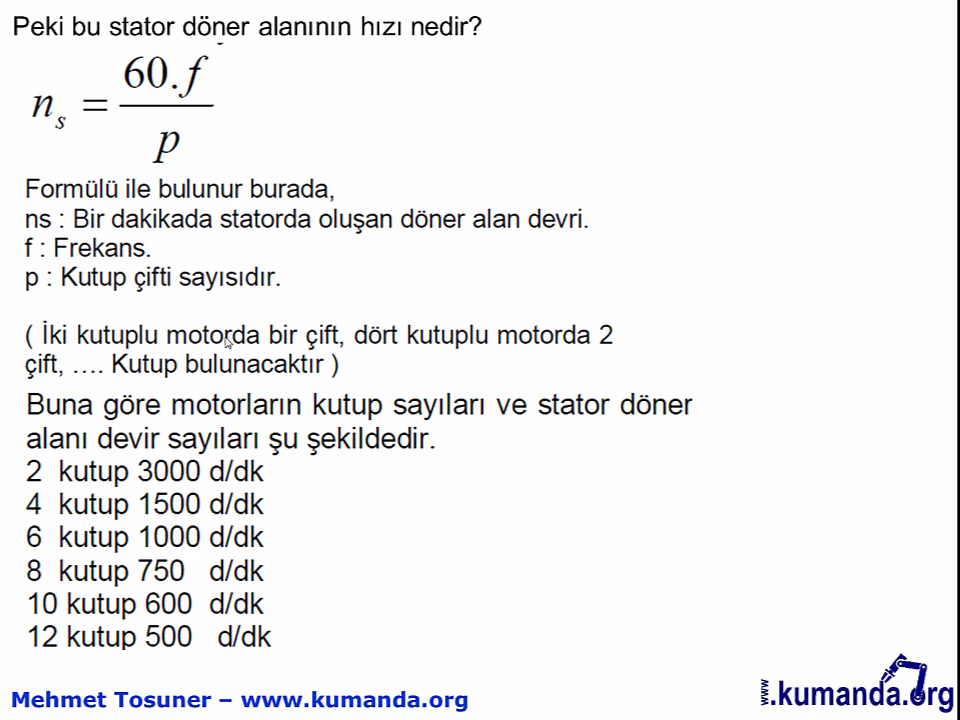 Peki bu stator döner alanının hızı nedir?
n_s = 60.f / p
Formülü ile bulunur burada,
ns : Bir dakikada statorda oluşan döner alan devri.
f : Frekans.
p : Kutup çifti sayısıdır.
( İki kutuplu motorda bir çift, dört kutuplu motorda 2
çift, .... Kutup bulunacaktır )
Buna göre motorların kutup sayıları ve stator döner
alanı devir sayıları şu şekildedir.
2 kutup 3000 d/dk
4 kutup 1500 d/dk
6 kutup 1000 d/dk
8 kutup 750 d/dk
10 kutup 600 d/dk
12 kutup 500 d/dk
Mehmet Tosuner – www.kumanda.org
www.kumanda.org